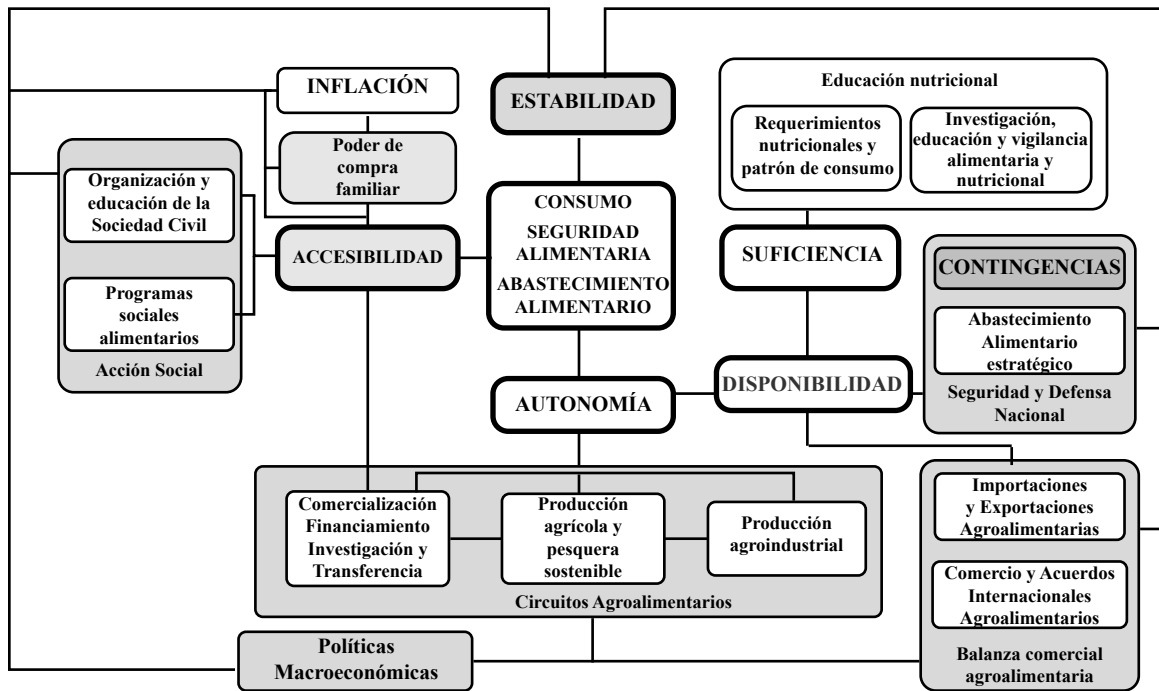 INFLACIÓN
Poder de
compra
familiar
Organización y
educación de la
Sociedad Civil
Programas
sociales
alimentarios
Acción Social
ACCESIBILIDAD
ESTABILIDAD
CONSUMO
SEGURIDAD
ALIMENTARIA
ABASTECIMIENTO
ALIMENTARIO
AUTONOMÍA
Educación nutricional
Requerimientos
nutricionales y
patrón de consumo
Investigación,
educación y vigilancia
alimentaria y
nutricional
SUFICIENCIA
DISPONIBILIDAD
CONTINGENCIAS
Abastecimiento
Alimentario
estratégico
Seguridad y Defensa
Nacional
Comercialización
Financiamiento
Investigación y
Transferencia
Producción
agrícola y
pesquera
sostenible
Producción
agroindustrial
Circuitos Agroalimentarios
Importaciones
y Exportaciones
Agroalimentarias
Comercio y Acuerdos
Internacionales
Agroalimentarios
Balanza comercial
agroalimentaria
Políticas
Macroeconómicas